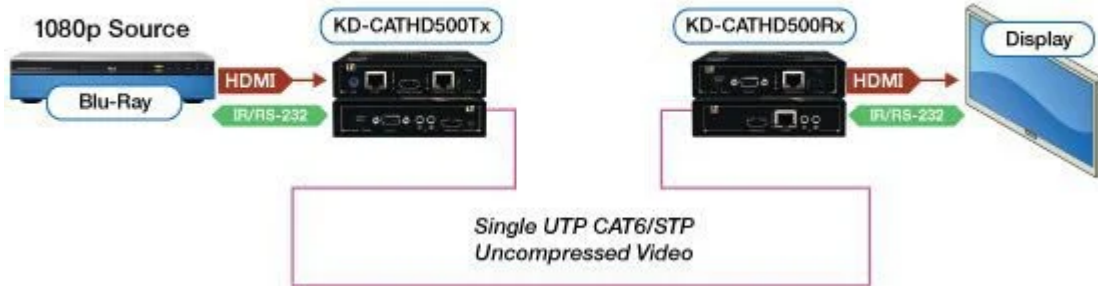 1080p Source
KD-CATHD500Tx
KD-CATHD500Rx
Display
HDMI
HDMI
Blu-Ray
IR/RS-232
IR/RS-232
Single UTP CAT6/STP
Uncompressed Video